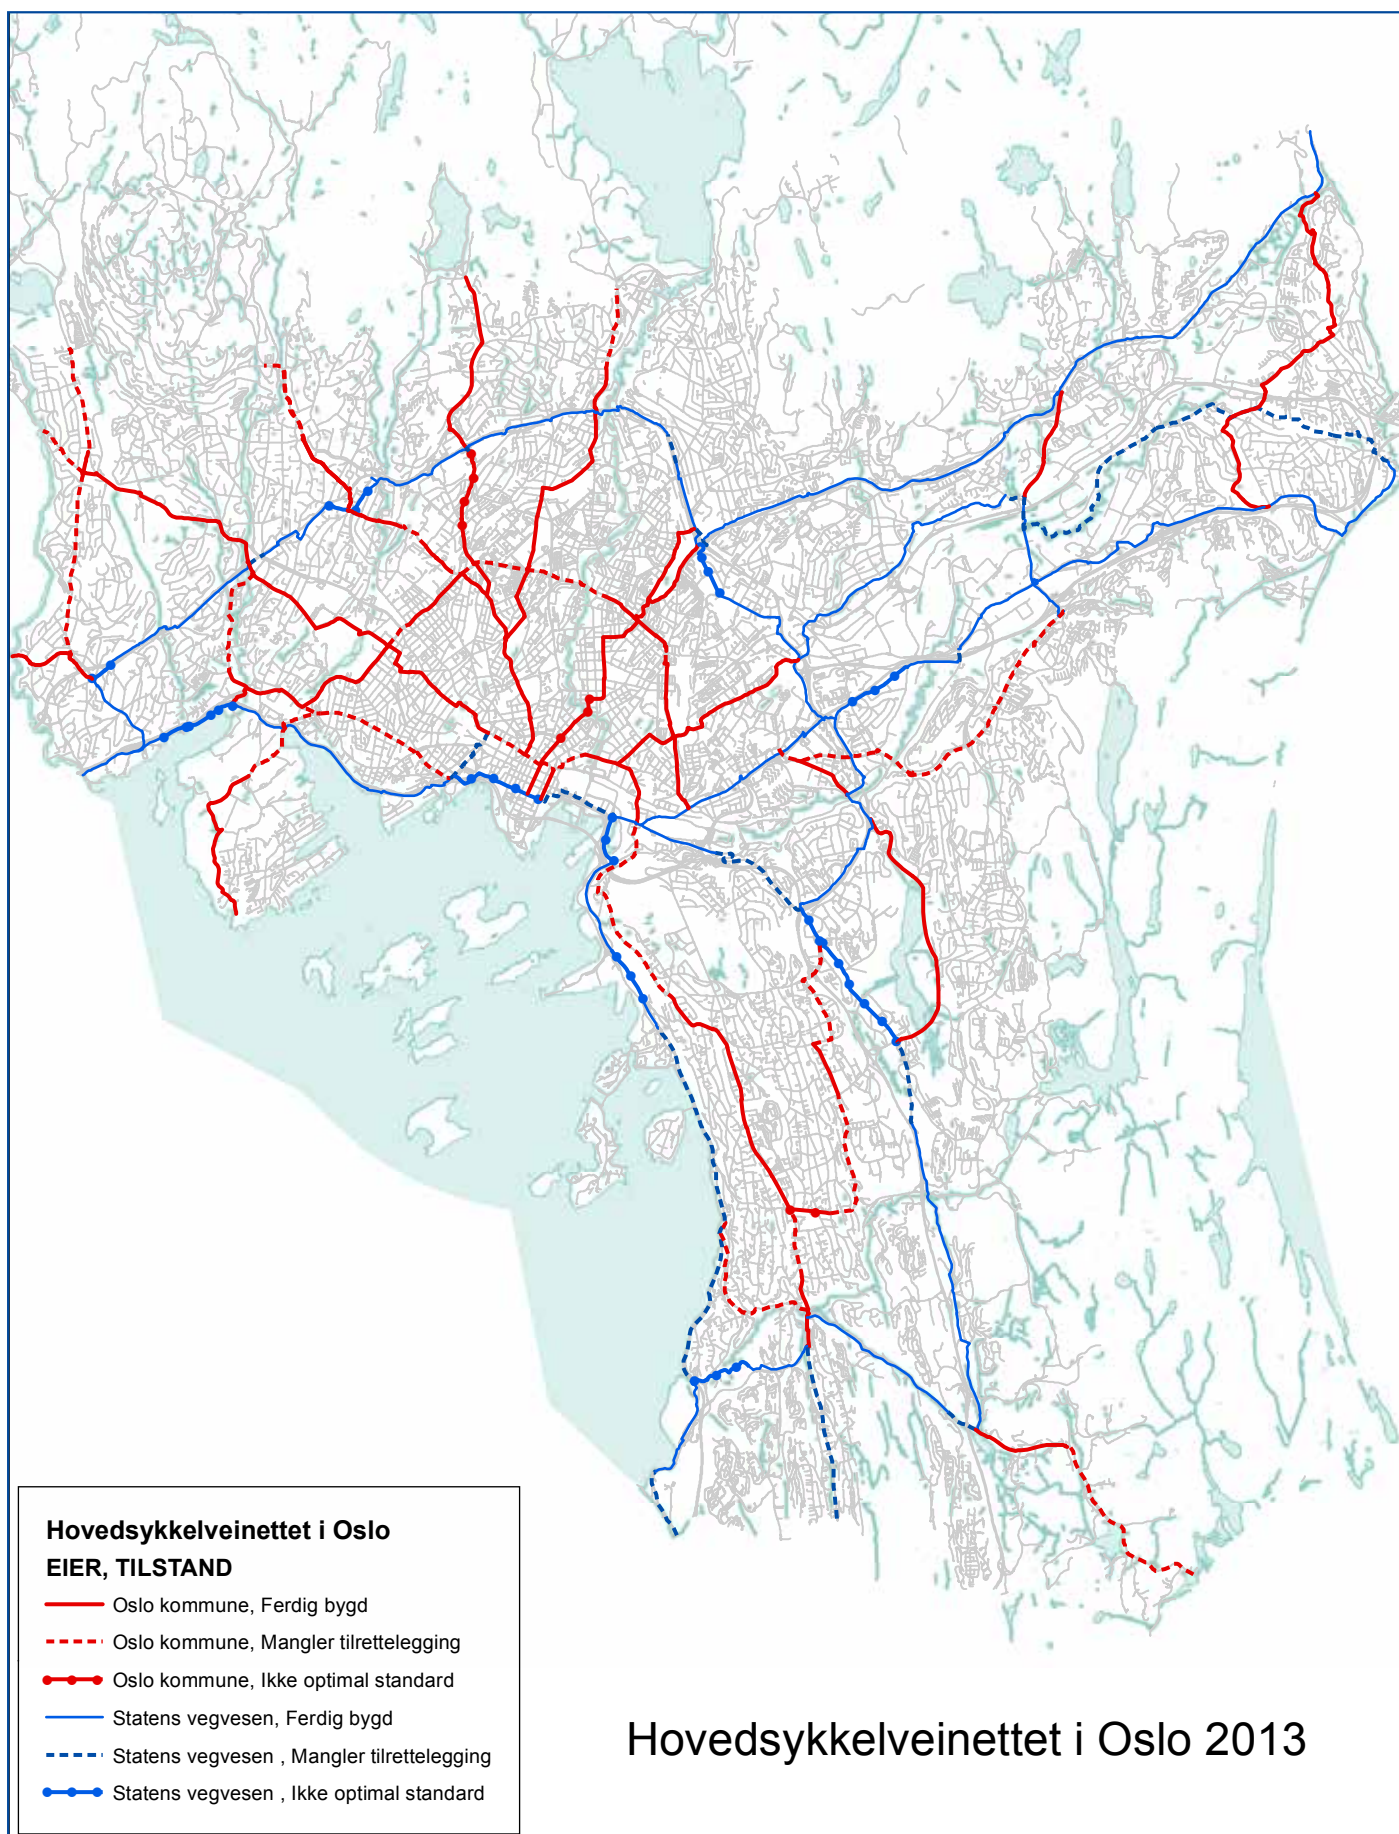 Hovedsykkelveinettet i Oslo
EIER, TILSTAND
Oslo kommune, Ferdig bygd
Oslo kommune, Mangler tilrettelegging
Oslo kommune, Ikke optimal standard
Statens vegvesen, Ferdig bygd
Statens vegvesen , Mangler tilrettelegging
Statens vegvesen , Ikke optimal standard
Hovedsykkelveinettet i Oslo 2013